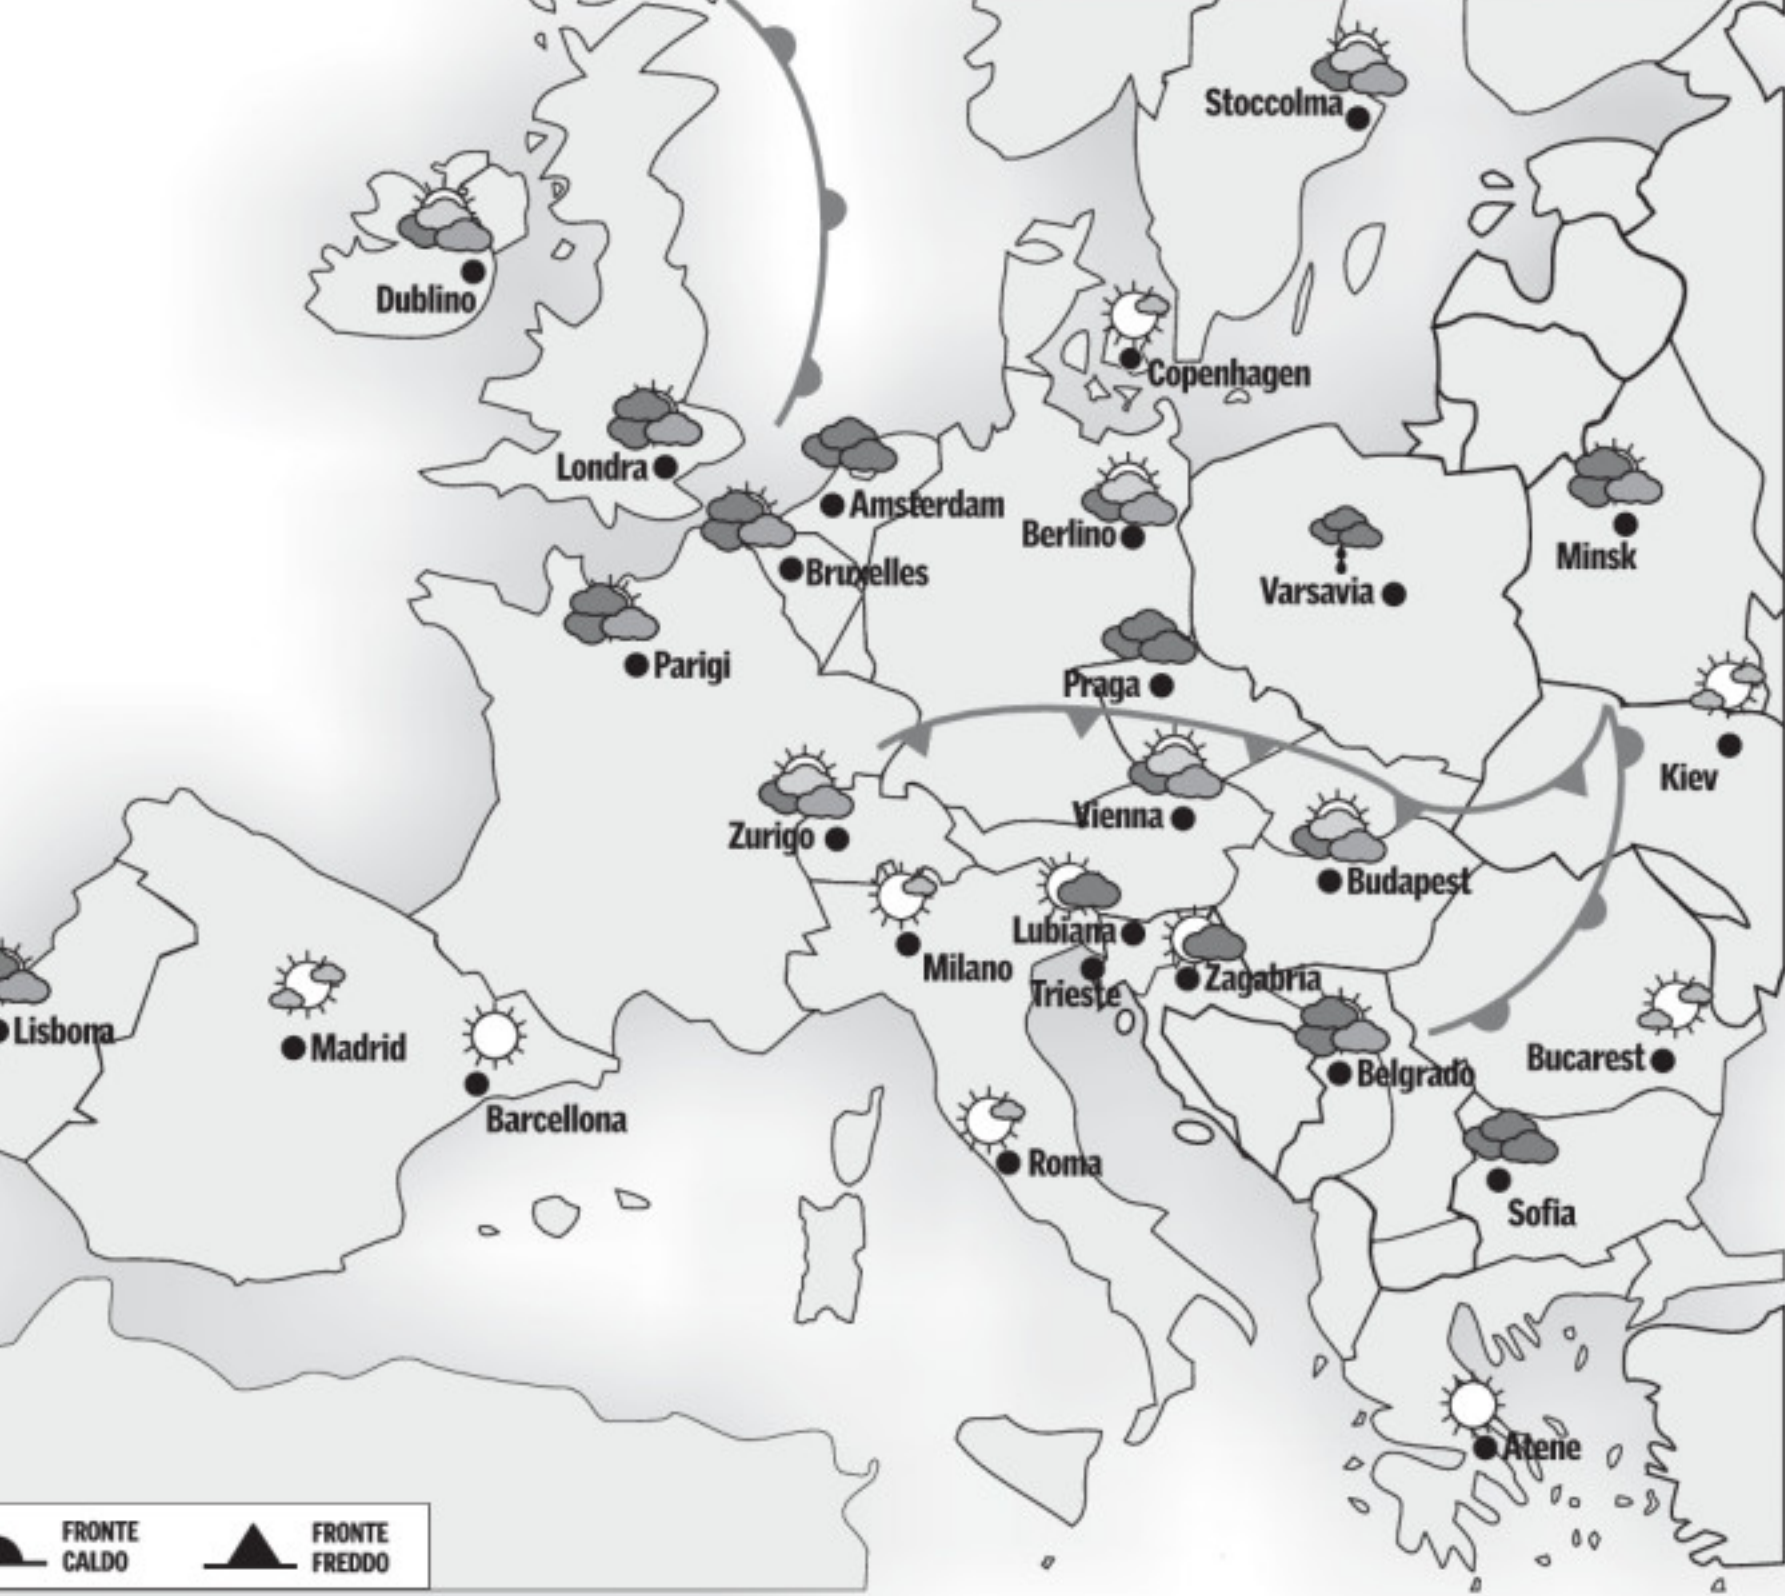 Stoccolma
Dublino
Copenhagen
Londra
Amsterdam
Berlino
Minsk
Bruxelles
Varsavia
Parigi
Praga
Kiev
Vienna
Zurigo
Budapest
Lubiana
Milano
Trieste
Zagabria
Lisbona
Madrid
Belgrado
Bucarest
Barcellona
Roma
Sofia
Atene
FRONTE
CALDO
FRONTE
FREDDO